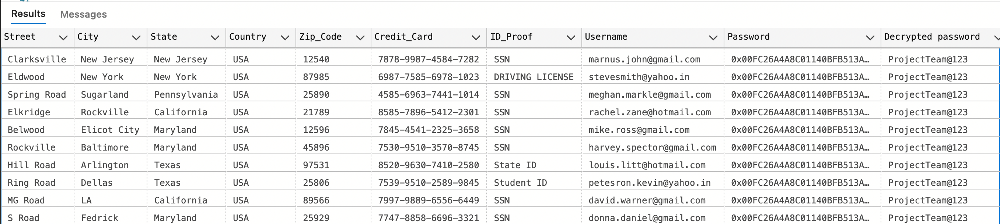 Results Messages
Street City State Country Zip_Code Credit_Card ID_Proof Username Password Decrypted password
Clarksville New Jersey New Jersey USA 12540 7878-9987-4584-7282 SSN marnus.john@gmail.com 0x00FC26A4A8C01140BFB513A… ProjectTeam@123
Eldwood New York New York USA 87985 6987-7585-6978-1023 DRIVING LICENSE stevesmith@yahoo.in 0x00FC26A4A8C01140BFB513A… ProjectTeam@123
Spring Road Sugarland Pennsylvania USA 25890 4585-6963-7441-1014 SSN meghan.markle@gmail.com 0x00FC26A4A8C01140BFB513A… ProjectTeam@123
Elkridge Rockville California USA 21789 8585-7896-5412-2301 SSN rachel.zane@hotmail.com 0x00FC26A4A8C01140BFB513A… ProjectTeam@123
Belwood Elicot City Maryland USA 12596 7845-4541-2325-3658 SSN mike.ross@gmail.com 0x00FC26A4A8C01140BFB513A… ProjectTeam@123
Rockville Baltimore Maryland USA 45896 7530-9510-3570-8745 SSN harvey.spector@gmail.com 0x00FC26A4A8C01140BFB513A… ProjectTeam@123
Hill Road Arlington Texas USA 97531 8520-9630-7410-2580 State ID louis.litt@hotmail.com 0x00FC26A4A8C01140BFB513A… ProjectTeam@123
Ring Road Dellas Texas USA 25806 7539-9510-2589-9845 Student ID petesron.kevin@yahoo.in 0x00FC26A4A8C01140BFB513A… ProjectTeam@123
MG Road LA California USA 89566 7997-9889-6556-6449 SSN david.warner@gmail.com 0x00FC26A4A8C01140BFB513A… ProjectTeam@123
S Road Fedrick Maryland USA 25929 7747-8858-6696-3321 SSN donna.daniel@gmail.com 0x00FC26A4A8C01140BFB513A… ProjectTeam@123